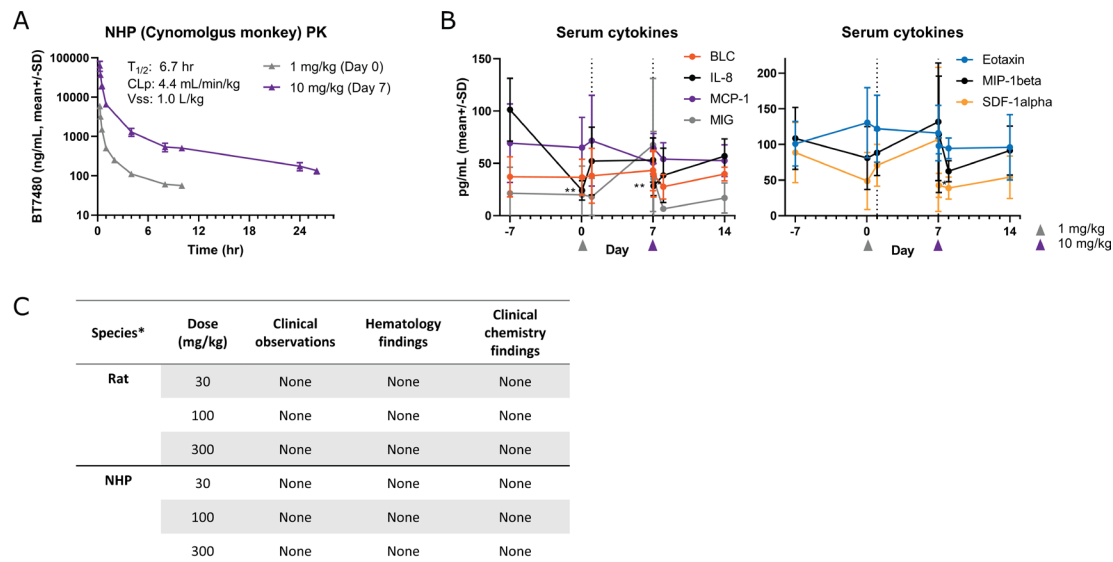 A
NHP (Cynomolgus monkey) PK
BT7480 (ng/mL, mean+/-SD)
100000
10000
1000
100
10
T1/2: 6.7 hr
CLp: 4.4 mL/min/kg
Vss: 1.0 L/kg
1 mg/kg (Day 0)
10 mg/kg (Day 7)
0 6 12 18 24
Time (hr)
B
Serum cytokines
pg/mL (mean+/-SD)
150
100
50
0
**
**
BLC
IL-8
MCP-1
MIG
-7 0 7 14
Day
Serum cytokines
200
150
100
50
0
Eotaxin
MIP-1beta
SDF-1alpha
-7 0 7 14
Day
1 mg/kg
10 mg/kg
C
Species* Dose (mg/kg) Clinical observations Hematology findings Clinical chemistry findings
Rat 30 None None None
100 None None None
300 None None None
NHP 30 None None None
100 None None None
300 None None None